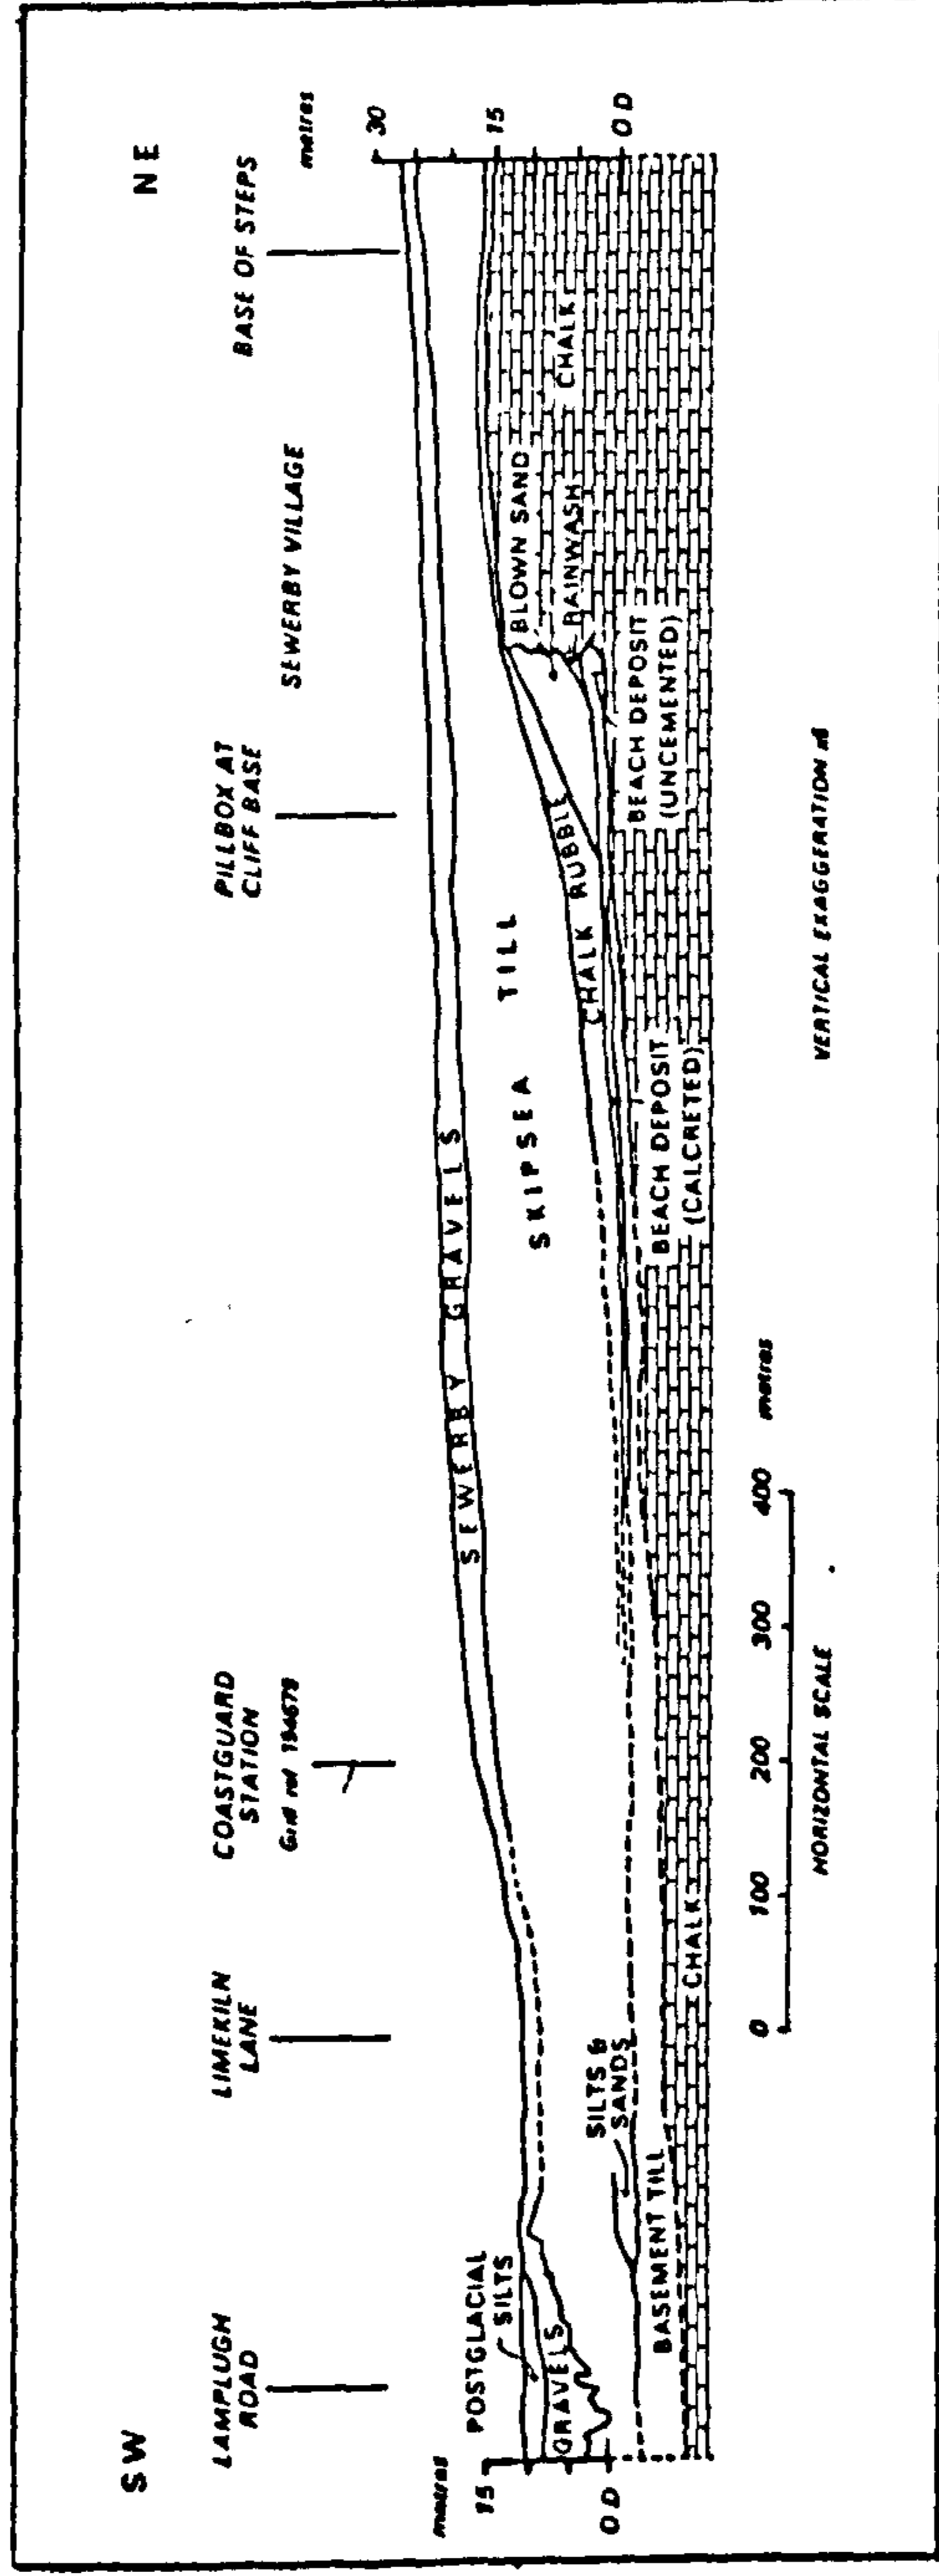 SW
NE
LAMPLUGH
ROAD
LIMEKILN
LANE
COASTGUARD
STATION
Grid ref 194679
PILLBOX AT
CLIFF BASE
SEWERBY VILLAGE
BASE OF STEPS
metres
15
OD
metres
30
15
OD
POSTGLACIAL
SILTS
GRAVELS
SEWERBY GRAVELS
SKIPSEA TILL
SILTS &
SANDS
BASEMENT TILL
CHALK
CHALK RUBBLE
BLOWN SAND
RAINWASH
CHALK
BEACH DEPOSIT
(UNCEMENTED)
BEACH DEPOSIT
(CALCRETED)
0 100 200 300 400 metres
HORIZONTAL SCALE
VERTICAL EXAGGERATION